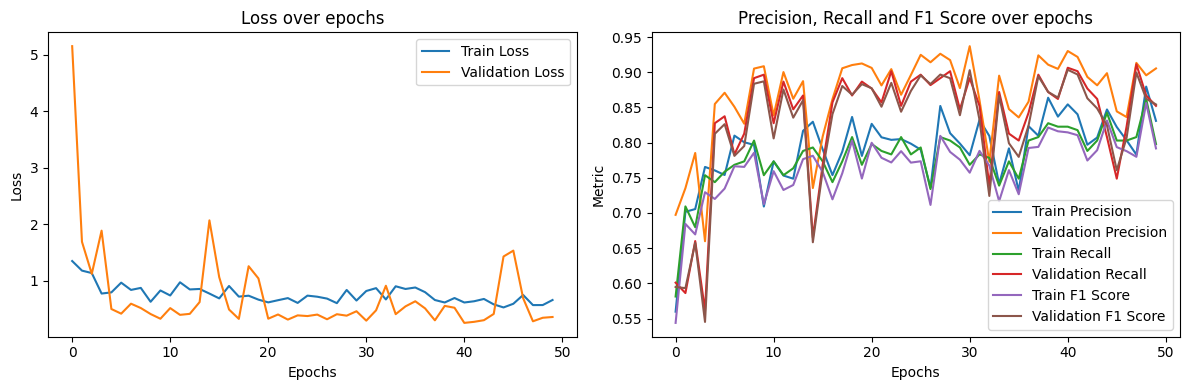 Loss over epochs
Train Loss
Validation Loss
5
4
3
2
1
Loss
0
10
20
30
40
50
Epochs
Precision, Recall and F1 Score over epochs
0.95
0.90
0.85
0.80
0.75
0.70
0.65
0.60
0.55
Metric
Train Precision
Validation Precision
Train Recall
Validation Recall
Train F1 Score
Validation F1 Score
0
10
20
30
40
50
Epochs